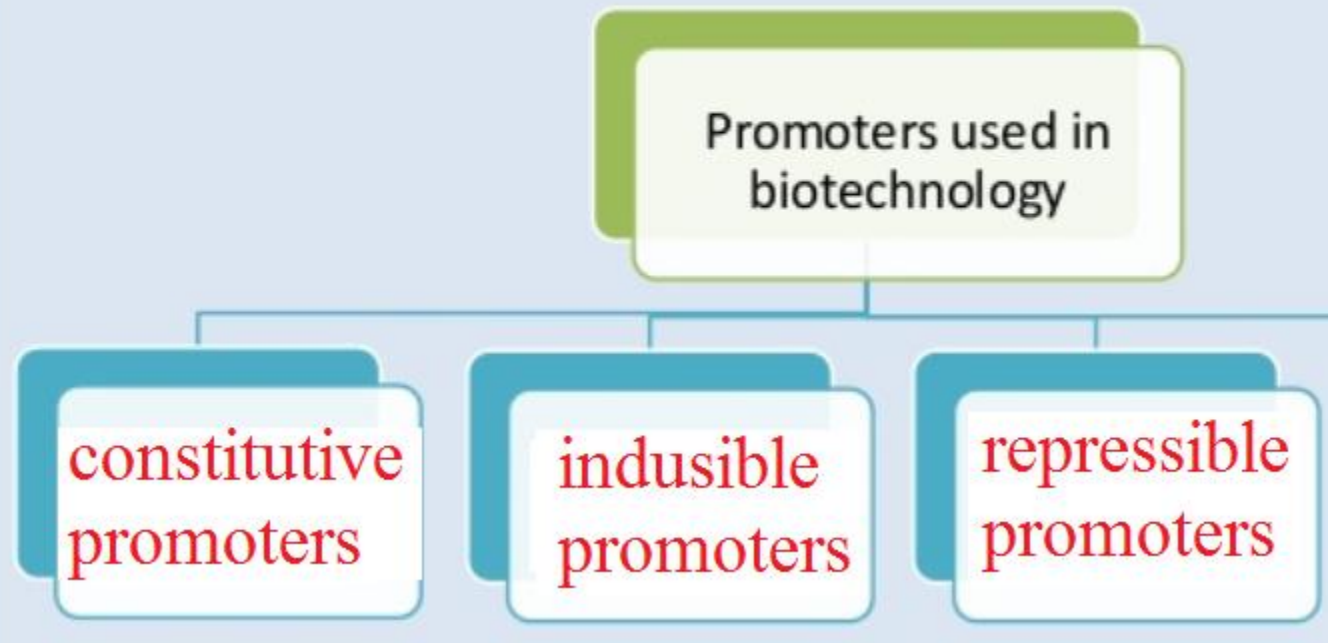 Promoters used in
biotechnology
constitutive
promoters
indusible
promoters
repressible
promoters